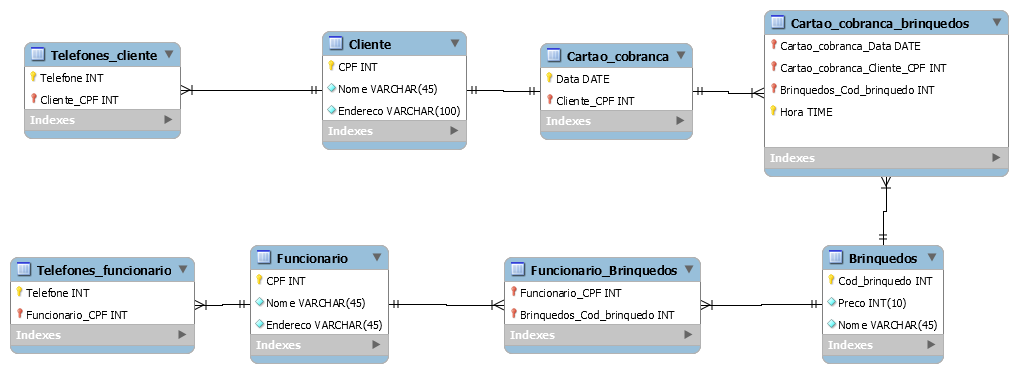 Telefones_cliente
Telefone INT
Cliente_CPF INT
Indexes
Cliente
CPF INT
Nome VARCHAR(45)
Endereco VARCHAR(100)
Indexes
Cartao_cobranca
Data DATE
Cliente_CPF INT
Indexes
Cartao_cobranca_brinquedos
Cartao_cobranca_Data DATE
Cartao_cobranca_Cliente_CPF INT
Brinquedos_Cod_brinquedo INT
Hora TIME
Indexes
Telefones_funcionario
Telefone INT
Funcionario_CPF INT
Indexes
Funcionario
CPF INT
Nome VARCHAR(45)
Endereco VARCHAR(45)
Indexes
Funcionario_Brinquedos
Funcionario_CPF INT
Brinquedos_Cod_brinquedo INT
Indexes
Brinquedos
Cod_brinquedo INT
Preco INT(10)
Nome VARCHAR(45)
Indexes